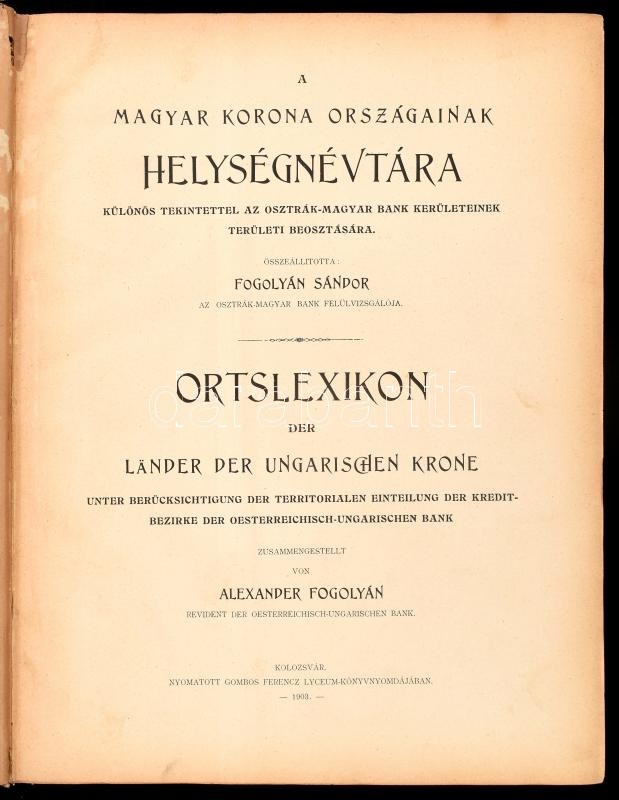 A
MAGYAR KORONA ORSZÁGAINAK
HELYSÉGNÉVTÁRA
KÜLÖNÖS TEKINTETTEL AZ OSZTRÁK-MAGYAR BANK KERÜLETEINEK
TERÜLETI BEOSZTÁSÁRA.
ÖSSZEÁLLITOTTA:
FOGOLYÁN SÁNDOR
AZ OSZTRÁK-MAGYAR BANK FELÜLVIZSGÁLÓJA.
ORTSLEXIKON
darabanth
DER
LÄNDER DER UNGARISCHEN KRONE
UNTER BERÜCKSICHTIGUNG DER TERRITORIALEN EINTEILUNG DER KREDIT-
BEZIRKE DER OESTERREICHISCH-UNGARISCHEN BANK
ZUSAMMENGESTELLT
VON
ALEXANDER FOGOLYÁN
REVIDENT DER OESTERREICHISCH-UNGARISCHEN BANK.
KOLOZSVÁR.
NYOMATOTT GOMBOS FERENCZ LYCEUM-KÖNYVNYOMDÁJÁBAN.
— 1903. —